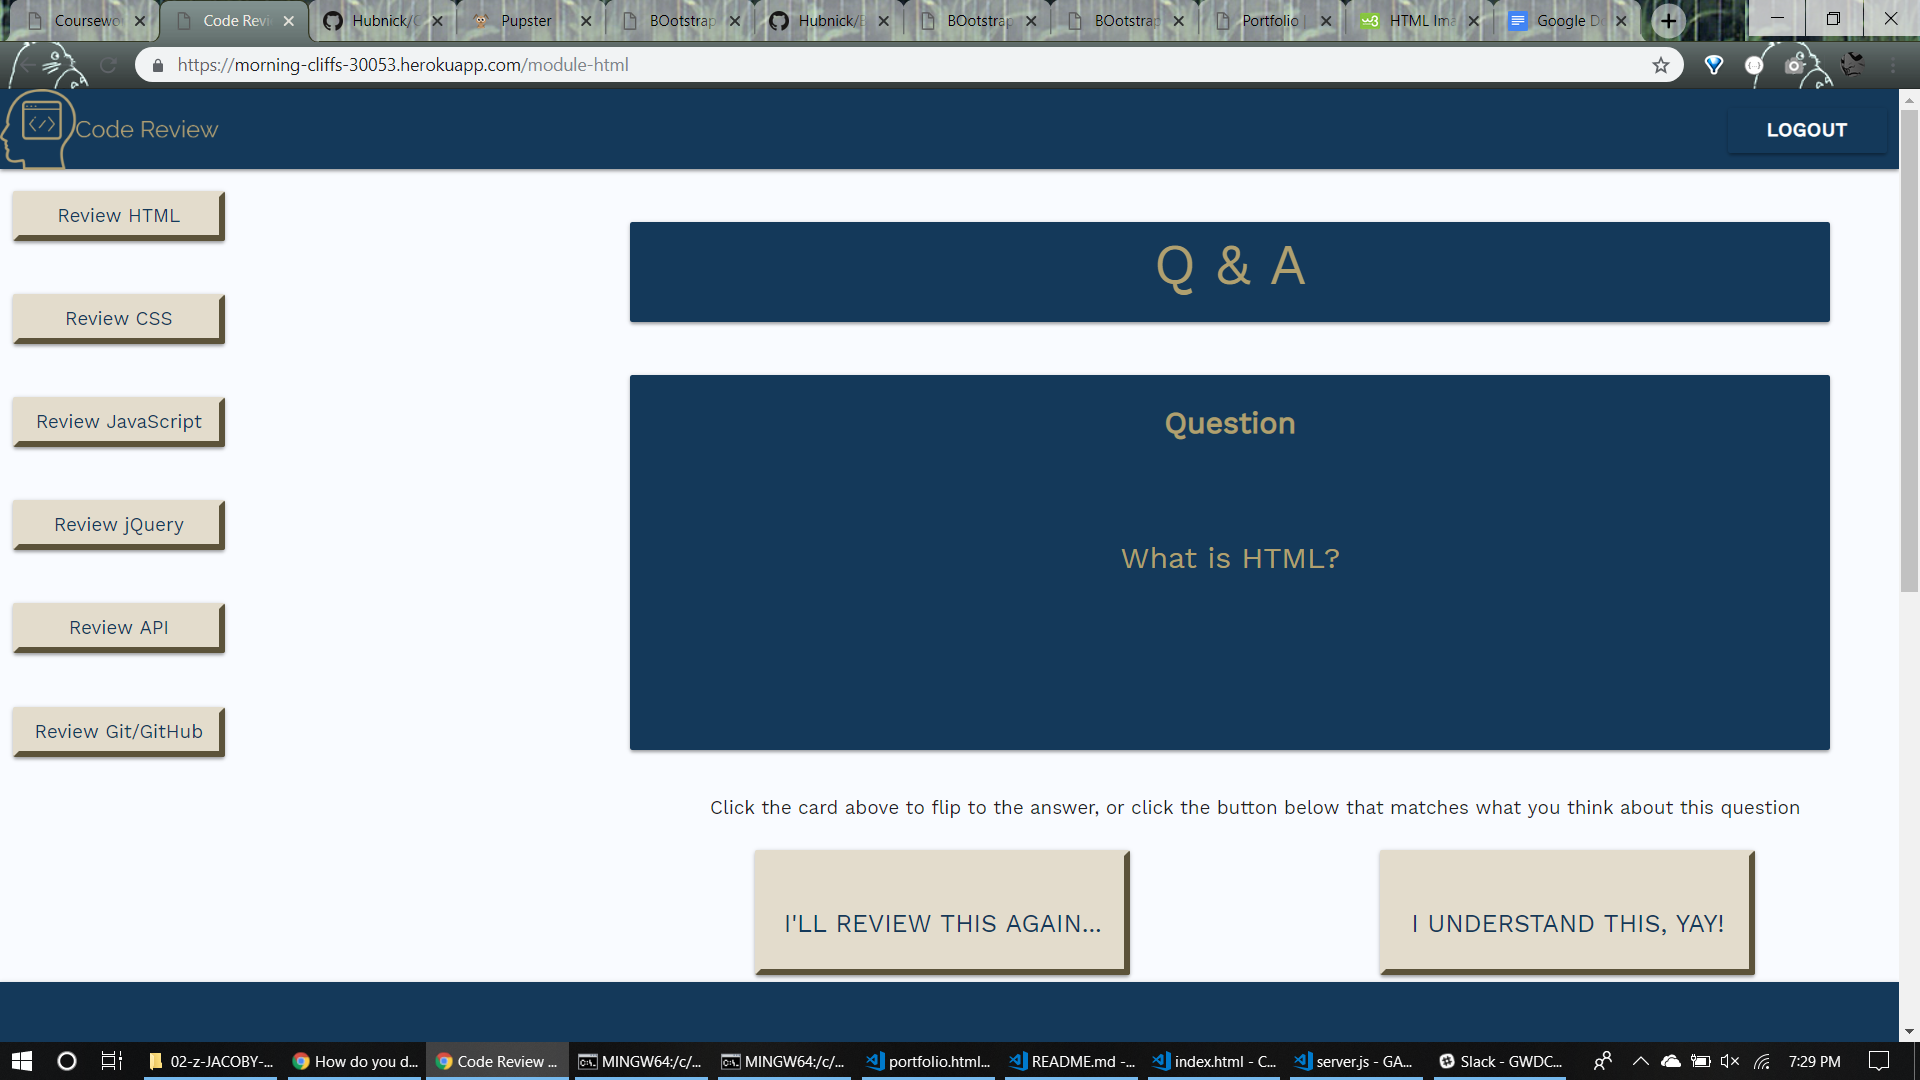 Coursewo
Code Revi
Hubnick/
Pupster
BOotstrap
Hubnick/
BOotstrap
BOotstrap
Portfolio
HTML Ima
Google D
https://morning-cliffs-30053.herokuapp.com/module-html
</>
Code Review
LOGOUT
Review HTML
Review CSS
Review JavaScript
Review jQuery
Review API
Review Git/GitHub
Q & A
Question
What is HTML?
Click the card above to flip to the answer, or click the button below that matches what you think about this question
I'LL REVIEW THIS AGAIN...
I UNDERSTAND THIS, YAY!
02-z-JACOBY-...
How do you d...
Code Review ...
MINGW64:/c/...
MINGW64:/c/...
portfolio.html...
README.md -...
index.html - C...
server.js - GA...
Slack - GWDC...
7:29 PM